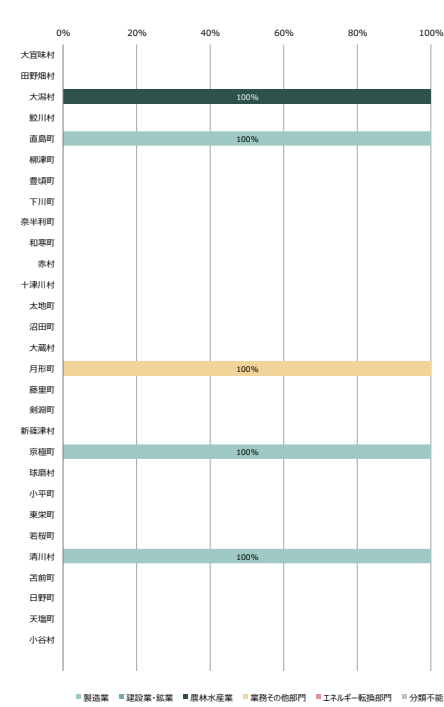 0% 20% 40% 60% 80% 100%
大宜味村
田野畑村
大潟村 100%
鮫川村
直島町 100%
柳津町
豊頃町
下川町
奈半利町
和寒町
赤村
十津川村
太地町
沼田町
大蔵村
月形町 100%
藤里町
剣淵町
新篠津村
京極町 100%
球磨村
小平町
東栄町
若桜町
清川村 100%
苫前町
日野町
天塩町
小谷村
製造業 建設業・鉱業 農林水産業 業務その他部門 エネルギー転換部門 分類不能